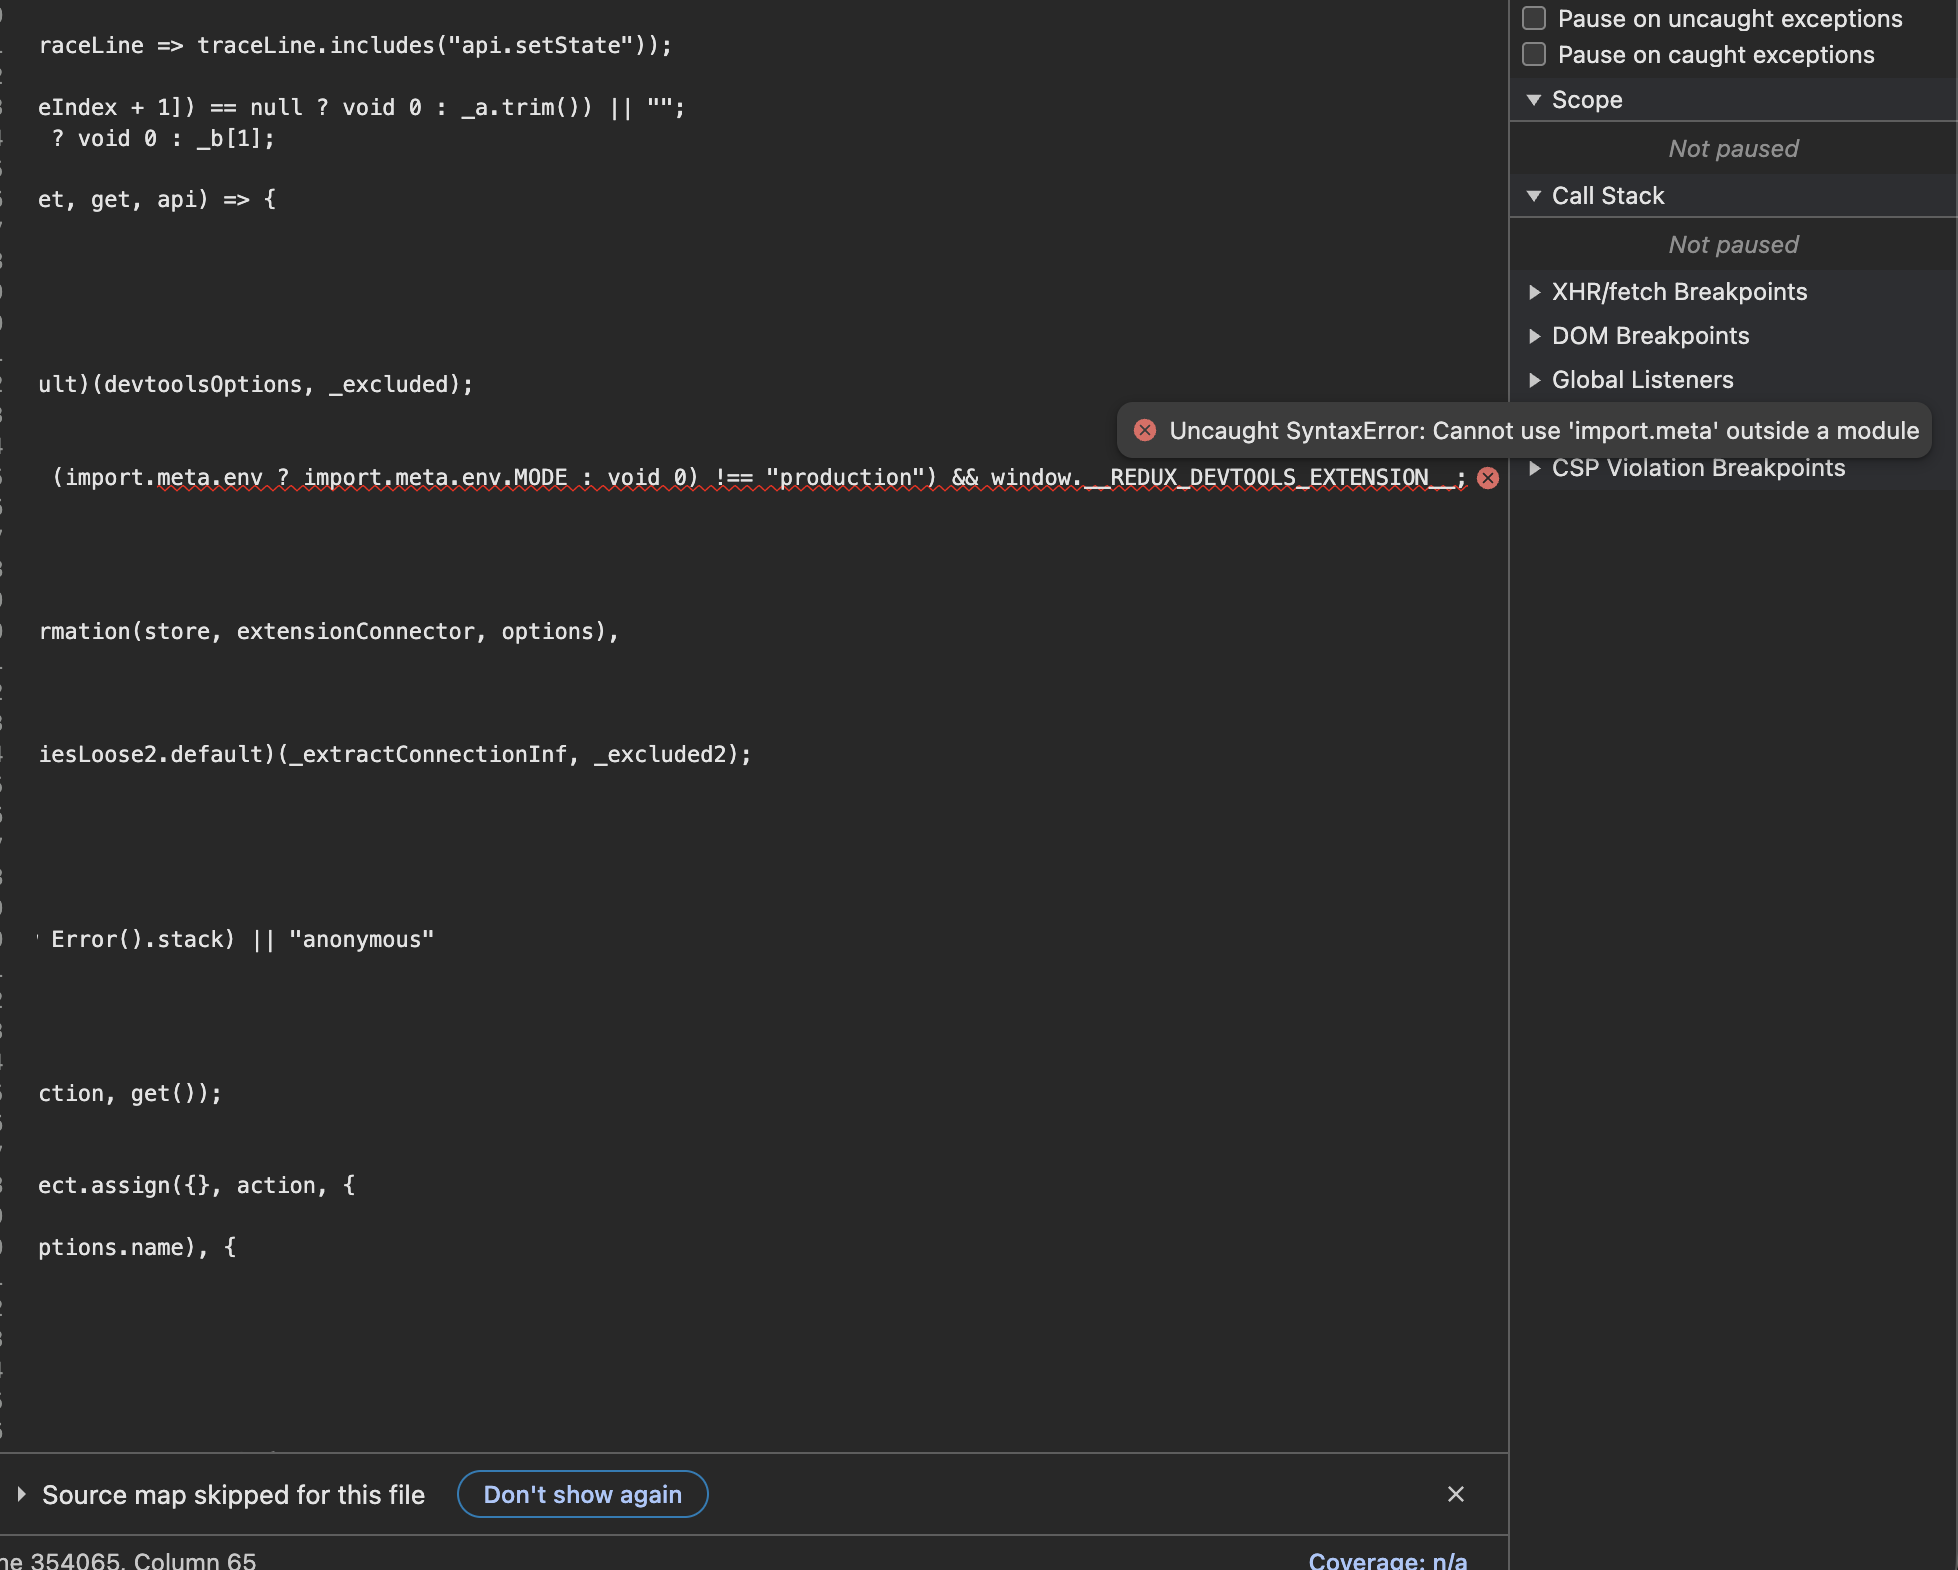 raceLine => traceLine.includes("api.setState"));
eIndex + 1]) == null ? void 0 : _a.trim()) || "";
? void 0 : _b[1];
et, get, api) => {
ult)(devtoolsOptions, _excluded);
(import.meta.env ? import.meta.env.MODE : void 0) !== "production") && window.__REDUX_DEVTOOLS_EXTENSION__;
rmation(store, extensionConnector, options),
iesLoose2.default)(_extractConnectionInf, _excluded2);
Error().stack) || "anonymous"
ction, get());
ect.assign({}, action, {
ptions.name), {
Source map skipped for this file
Don't show again
ne 354065, Column 65
Coverage: n/a
Pause on uncaught exceptions
Pause on caught exceptions
Scope
Not paused
Call Stack
Not paused
XHR/fetch Breakpoints
DOM Breakpoints
Global Listeners
Uncaught SyntaxError: Cannot use 'import.meta' outside a module
CSP Violation Breakpoints